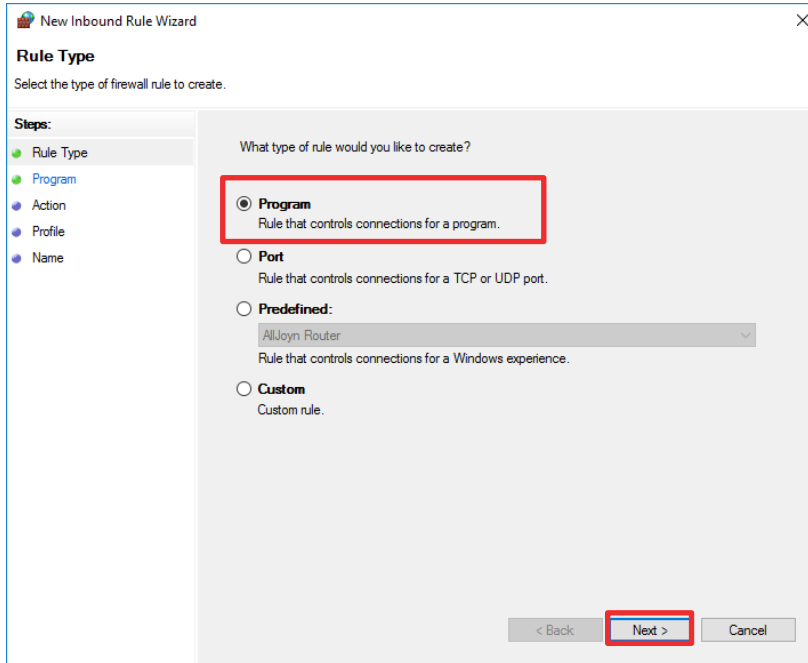 New Inbound Rule Wizard
Rule Type
Select the type of firewall rule to create.
Steps:
Rule Type
Program
Action
Profile
Name
What type of rule would you like to create?
Program
Rule that controls connections for a program.
Port
Rule that controls connections for a TCP or UDP port.
Predefined:
AllJoyn Router
Rule that controls connections for a Windows experience.
Custom
Custom rule.
< Back
Next >
Cancel